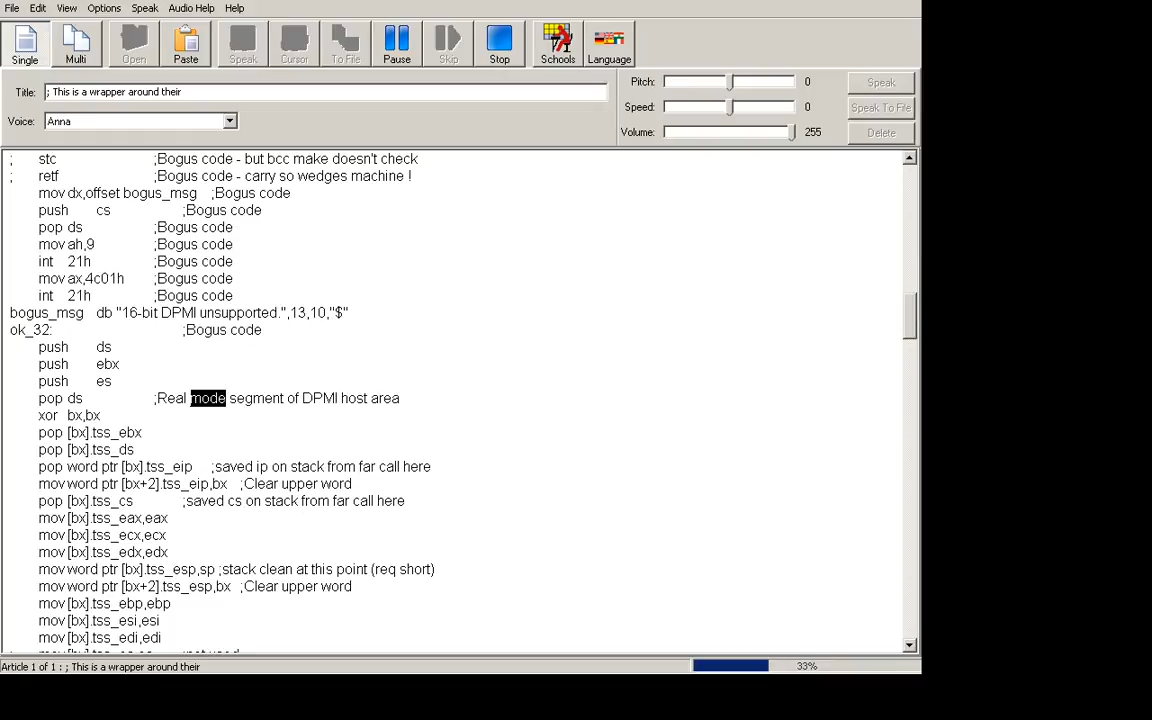 File Edit View Options Speak Audio Help Help
Single Multi Open Paste Speak Cursor To File Pause Skip Stop Schools Language
Title: ; This is a wrapper around their
Voice: Anna
Pitch: 0 Speak
Speed: 0 Speak To File
Volume: 255 Delete
; stc ;Bogus code - but bcc make doesn't check
; retf ;Bogus code - carry so wedges machine !
mov dx,offset bogus_msg ;Bogus code
push cs ;Bogus code
pop ds ;Bogus code
mov ah,9 ;Bogus code
int 21h ;Bogus code
mov ax,4c01h ;Bogus code
int 21h ;Bogus code
bogus_msg db "16-bit DPMI unsupported.",13,10,"$"
ok_32: ;Bogus code
push ds
push ebx
push es
pop ds ;Real mode segment of DPMI host area
xor bx,bx
pop [bx].tss_ebx
pop [bx].tss_ds
pop word ptr [bx].tss_eip ;saved ip on stack from far call here
mov word ptr [bx+2].tss_eip,bx ;Clear upper word
pop [bx].tss_cs ;saved cs on stack from far call here
mov [bx].tss_eax,eax
mov [bx].tss_ecx,ecx
mov [bx].tss_edx,edx
mov word ptr [bx].tss_esp,sp ;stack clean at this point (req short)
mov word ptr [bx+2].tss_esp,bx ;Clear upper word
mov [bx].tss_ebp,ebp
mov [bx].tss_esi,esi
mov [bx].tss_edi,edi
Article 1 of 1 : ; This is a wrapper around their 33%